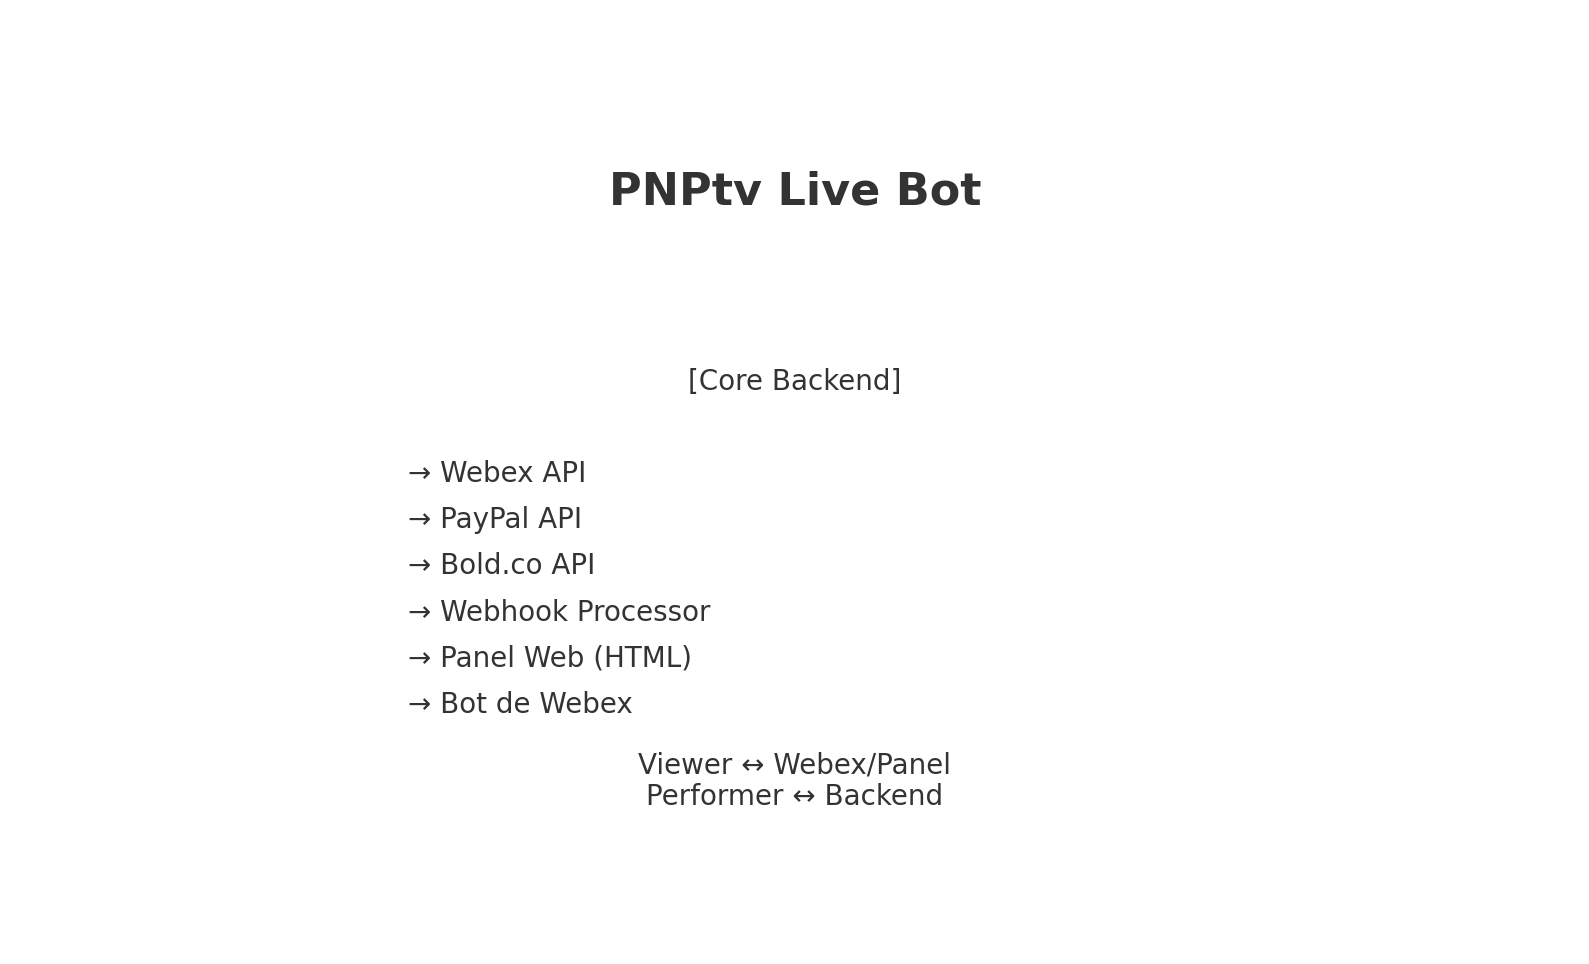 PNPtv Live Bot
[Core Backend]
→ Webex API
→ PayPal API
→ Bold.co API
→ Webhook Processor
→ Panel Web (HTML)
→ Bot de Webex
Viewer ↔ Webex/Panel
Performer ↔ Backend